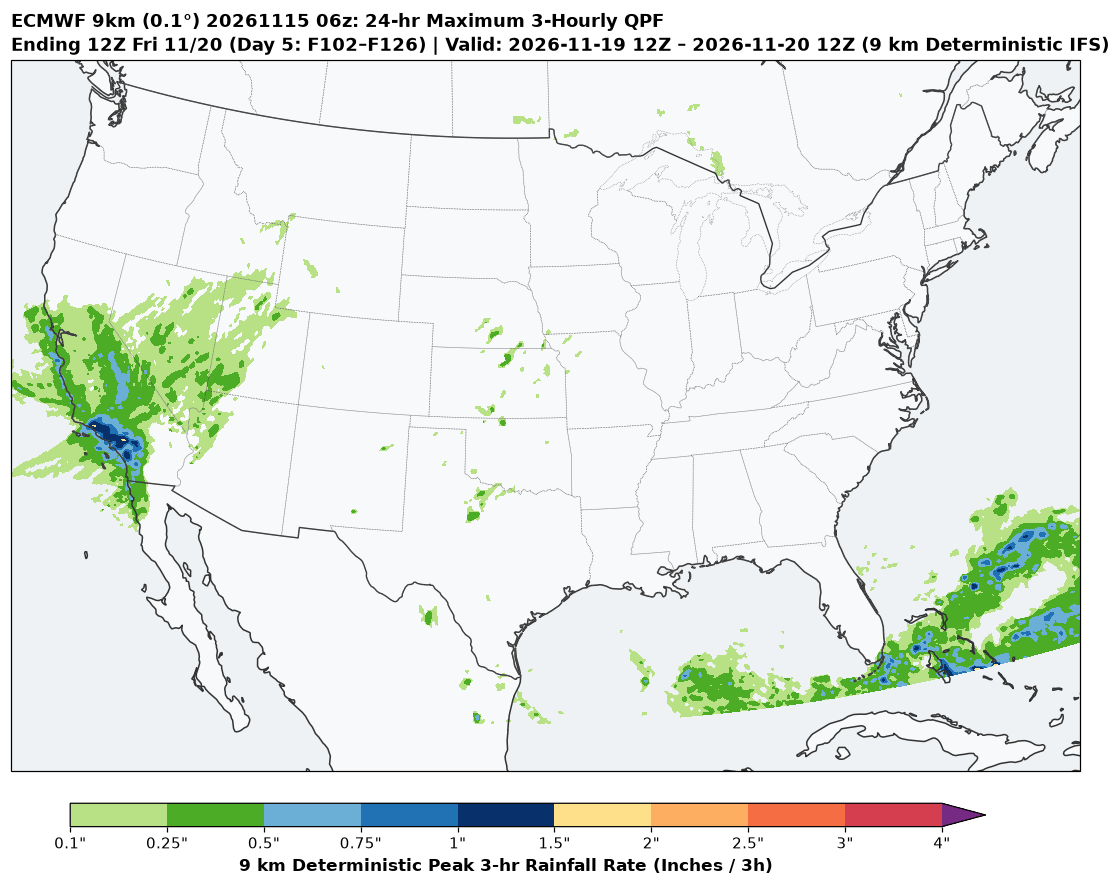 ECMWF 9km (0.1°) 20261115 06z: 24-hr Maximum 3-Hourly QPF
Ending 12Z Fri 11/20 (Day 5: F102–F126) | Valid: 2026-11-19 12Z – 2026-11-20 12Z (9 km Deterministic IFS)
0.1" 0.25" 0.5" 0.75" 1" 1.5" 2" 2.5" 3" 4"
9 km Deterministic Peak 3-hr Rainfall Rate (Inches / 3h)